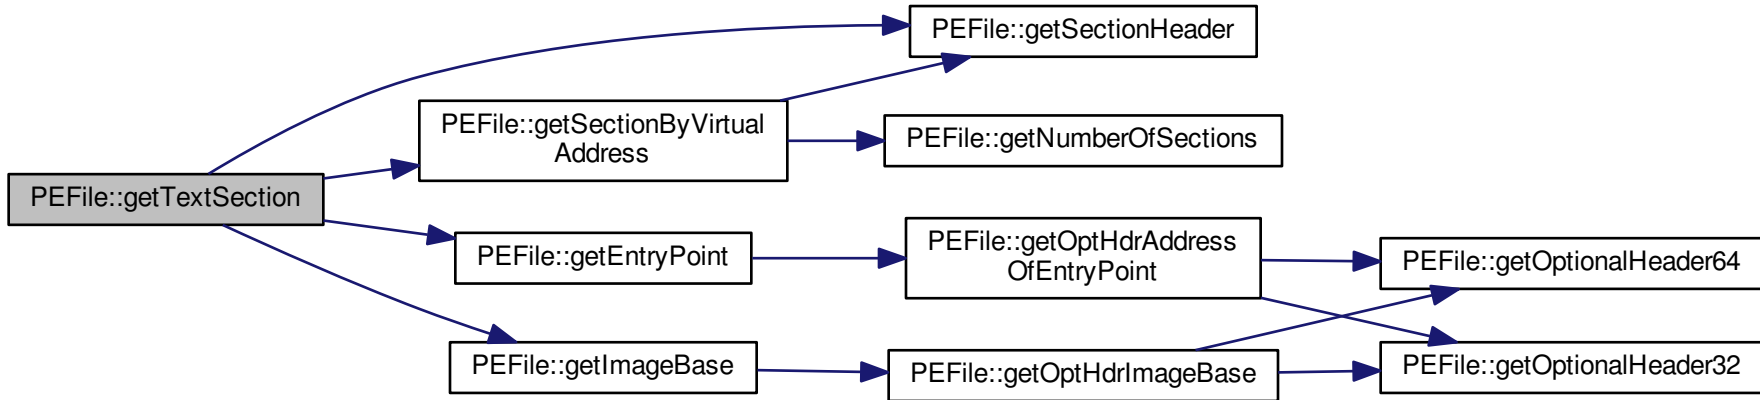 PEFile::getTextSection
PEFile::getSectionHeader
PEFile::getSectionByVirtual
Address
PEFile::getNumberOfSections
PEFile::getEntryPoint
PEFile::getOptHdrAddress
OfEntryPoint
PEFile::getOptionalHeader64
PEFile::getImageBase
PEFile::getOptHdrImageBase
PEFile::getOptionalHeader32